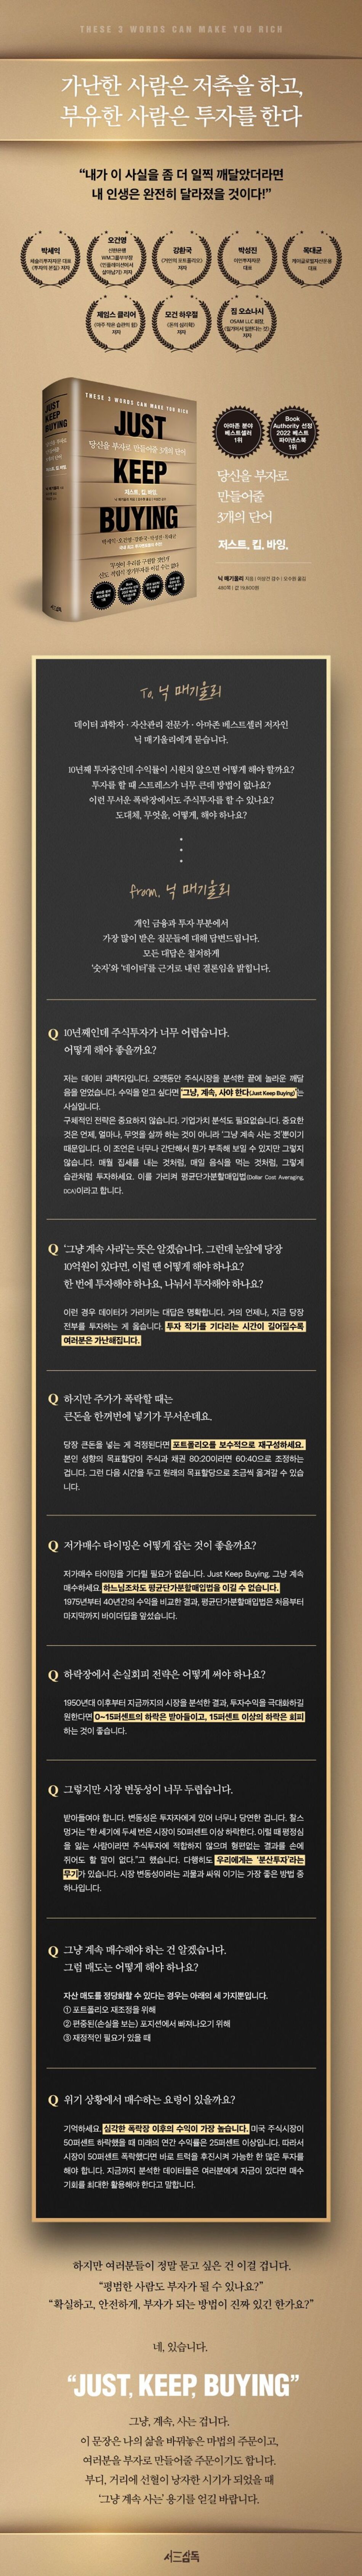 THESE 3 WORDS CAN MAKE YOU RICH
가난한 사람은 저축을 하고,
부유한 사람은 투자를 한다
“내가 이 사실을 좀 더 일찍 깨달았더라면
내 인생은 완전히 달라졌을 것이다!”
박세익
체슬리투자자문 대표
《투자의 본질》 저자
오건영
신한은행
WM그룹부부장
《인플레이션에서
살아남기》 저자
강환국
《거인의 포트폴리오》
저자
박성진
이언투자자문
대표
목대균
케이글로벌자산운용
대표
제임스 클리어
《아주 작은 습관의 힘》
저자
모건 하우절
《돈의 심리학》
저자
짐 오쇼너시
OSAM LLC 회장
《월가에서 일한다는 것》
저자
JUST
KEEP
BUYING
THESE 3 WORDS CAN MAKE YOU RICH
JUST
당신을 부자로 만들어줄 3개의 단어
KEEP
저스트. 킵. 바잉.
BUYING
박세익·오건영·강환국·박성진·목대균
서삼독
아마존 분야
베스트셀러
1위
Book
Authority 선정
2022 베스트
파이낸스북
1위
당신을 부자로
만들어줄
3개의 단어
저스트. 킵. 바잉.
닉 매기울리 지음 | 이상건 감수 | 오수원 옮김
480쪽 | 값 19,800원
To. 닉 매기울리
데이터 과학자 · 자산관리 전문가 · 아마존 베스트셀러 저자인
닉 매기울리에게 묻습니다.
10년째 투자중인데 수익률이 시원치 않으면 어떻게 해야 할까요?
투자를 할 때 스트레스가 너무 큰데 방법이 없나요?
이런 무서운 폭락장에서도 주식투자를 할 수 있나요?
도대체, 무엇을, 어떻게, 해야 하나요?
from. 닉 매기울리
개인 금융과 투자 부분에서
가장 많이 받은 질문들에 대해 답변드립니다.
모든 대답은 철저하게
‘숫자’와 ‘데이터’를 근거로 내린 결론임을 밝힙니다.
Q 10년째인데 주식투자가 너무 어렵습니다.
어떻게 해야 좋을까요?
저는 데이터 과학자입니다. 오랫동안 주식시장을 분석한 끝에 놀라운 깨달
음을 얻었습니다. 수익을 얻고 싶다면 ‘그냥, 계속, 사야 한다(Just Keep Buying)’는
사실입니다.
구체적인 전략은 중요하지 않습니다. 기업가치 분석도 필요없습니다. 중요한
것은 언제, 얼마나, 무엇을 살까 하는 것이 아니라 ‘그냥 계속 사는 것’뿐이기
때문입니다. 이 조언은 너무나 간단해서 뭔가 부족해 보일 수 있지만 그렇지
않습니다. 매월 집세를 내는 것처럼, 매일 음식을 먹는 것처럼, 그렇게
습관처럼 투자하세요. 이를 가리켜 평균단가분할매입법(Dollar Cost Averaging,
DCA)이라고 합니다.
Q ‘그냥 계속 사라’는 뜻은 알겠습니다. 그런데 눈앞에 당장
10억원이 있다면, 이럴 땐 어떻게 해야 하나요?
한 번에 투자해야 하나요, 나눠서 투자해야 하나요?
이런 경우 데이터가 가리키는 대답은 명확합니다. 거의 언제나, 지금 당장
전부를 투자하는 게 옳습니다. 투자 적기를 기다리는 시간이 길어질수록
여러분은 가난해집니다.
Q 하지만 주가가 폭락할 때는
큰돈을 한꺼번에 넣기가 무서운데요.
당장 큰돈을 넣는 게 걱정된다면 포트폴리오를 보수적으로 재구성하세요.
본인 성향의 목표할당이 주식과 채권 80:20이라면 60:40으로 조정하는
겁니다. 그런 다음 시간을 두고 원래의 목표할당으로 조금씩 옮겨갈 수 있습
니다.
Q 저가매수 타이밍은 어떻게 잡는 것이 좋을까요?
저가매수 타이밍을 기다릴 필요가 없습니다. Just Keep Buying, 그냥 계속
매수하세요. 하느님조차도 평균단가분할매입법을 이길 수 없습니다.
1975년부터 40년간의 수익을 비교한 결과, 평균단가분할매입법은 처음부터
마지막까지 바이더딥을 앞섰습니다.
Q 하락장에서 손실회피 전략은 어떻게 써야 하나요?
1950년대 이후부터 지금까지의 시장을 분석한 결과, 투자수익을 극대화하길
원한다면 0~15퍼센트의 하락은 받아들이고, 15퍼센트 이상의 하락은 회피
하는 것이 좋습니다.
Q 그렇지만 시장 변동성이 너무 두렵습니다.
받아들여야 합니다. 변동성은 투자자에게 있어 너무나 당연한 겁니다. 찰스
멍거는 “한 세기에 두세 번은 시장이 50퍼센트 이상 하락한다. 이럴 때 평정심
을 잃는 사람이라면 주식투자에 적합하지 않으며 형편없는 결과를 손에
쥐어도 할 말이 없다.”고 했습니다. 다행히도 우리에게는 ‘분산투자’라는
무기가 있습니다. 시장 변동성이라는 괴물과 싸워 이기는 가장 좋은 방법 중
하나입니다.
Q 그냥 계속 매수해야 하는 건 알겠습니다.
그럼 매도는 어떻게 해야 하나요?
자산 매도를 정당화할 수 있다는 경우는 아래의 세 가지뿐입니다.
① 포트폴리오 재조정을 위해
② 편중된(손실을 보는) 포지션에서 빠져나오기 위해
③ 재정적인 필요가 있을 때
Q 위기 상황에서 매수하는 요령이 있을까요?
기억하세요. 심각한 폭락장 이후의 수익이 가장 높습니다. 미국 주식시장이
50퍼센트 하락했을 때 미래의 연간 수익률은 25퍼센트 이상입니다. 따라서
시장이 50퍼센트 폭락했다면 바로 트럭을 후진시켜 가능한 한 많은 투자를
해야 합니다. 지금까지 분석한 데이터들은 여러분에게 자금이 있다면 매수
기회를 최대한 활용해야 한다고 말합니다.
하지만 여러분들이 정말 묻고 싶은 건 이걸 겁니다.
“평범한 사람도 부자가 될 수 있나요?”
“확실하고, 안전하게, 부자가 되는 방법이 진짜 있긴 한가요?”
네, 있습니다.
“JUST, KEEP, BUYING”
그냥, 계속, 사는 겁니다.
이 문장은 나의 삶을 바꿔놓은 마법의 주문이고,
여러분을 부자로 만들어줄 주문이기도 합니다.
부디, 거리에 선혈이 낭자한 시기가 되었을 때
‘그냥 계속 사는’ 용기를 얻길 바랍니다.
서삼독